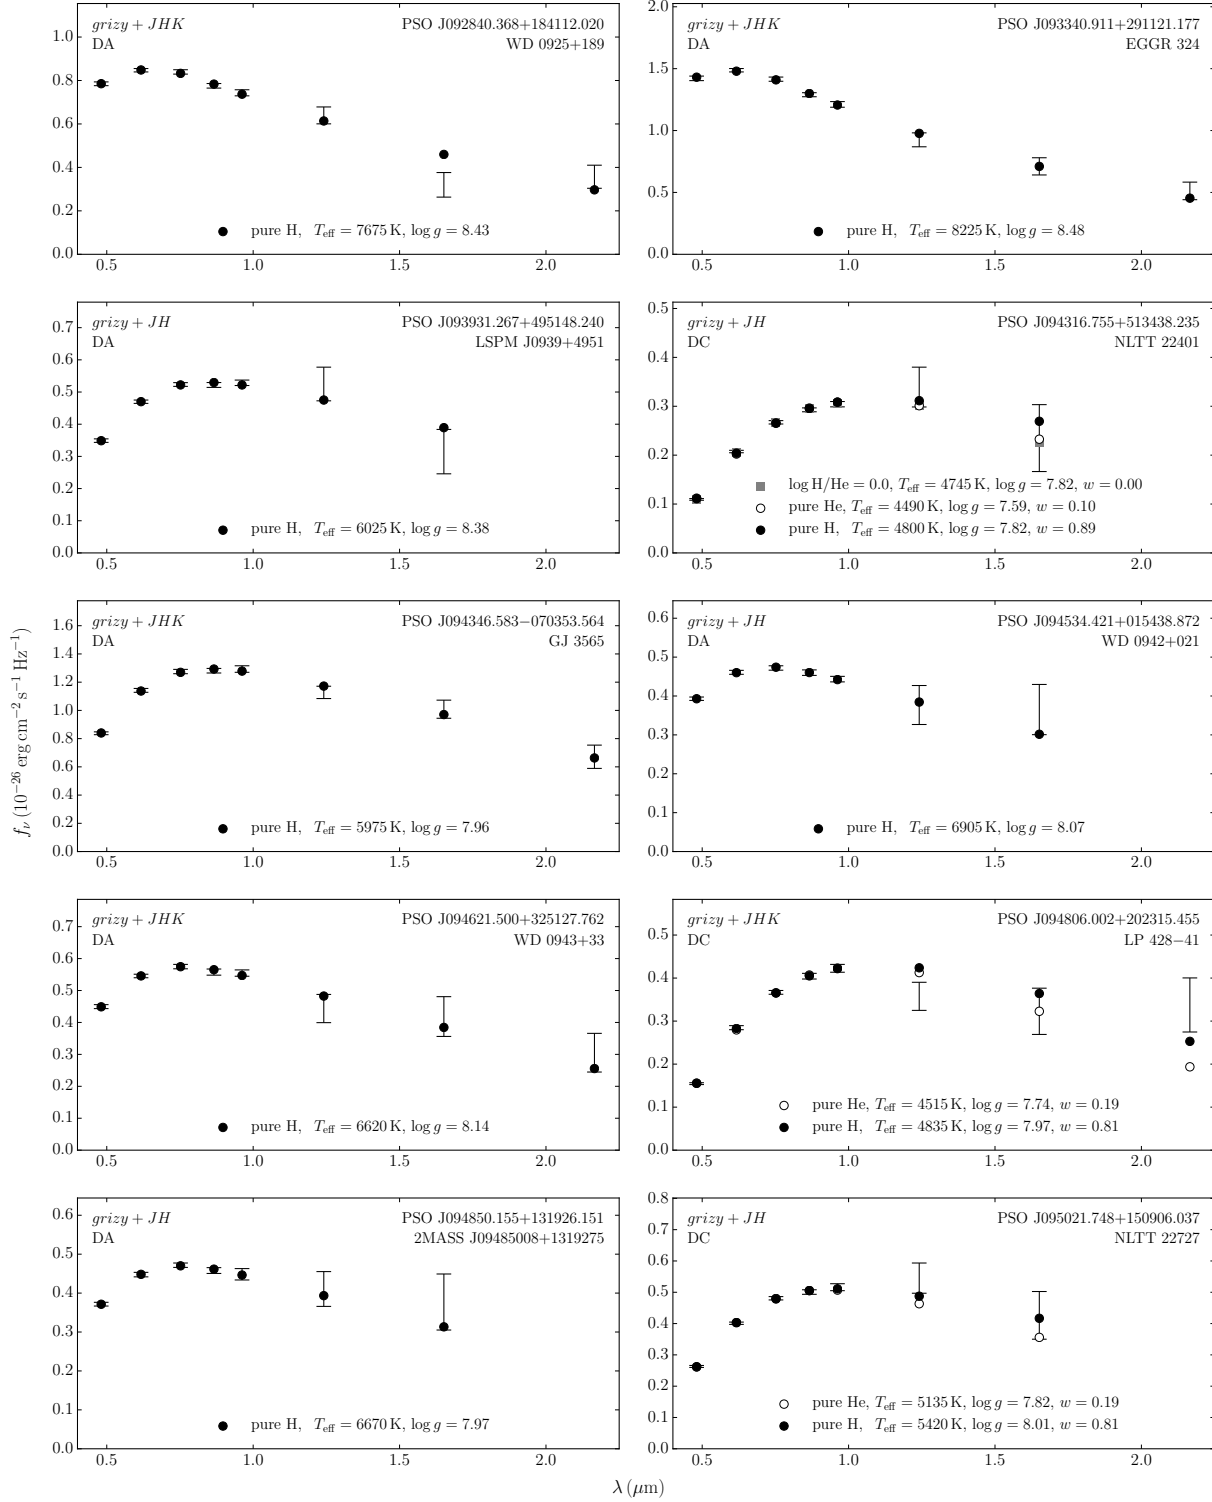 grizy + JHK
DA
PSO J092840.368+184112.020
WD 0925+189
1.0
0.8
0.6
0.4
0.2
0.0
pure H, T_eff = 7675 K, log g = 8.43
0.5 1.0 1.5 2.0
grizy + JHK
DA
PSO J093340.911+291121.177
EGGR 324
2.0
1.5
1.0
0.5
0.0
pure H, T_eff = 8225 K, log g = 8.48
0.5 1.0 1.5 2.0
grizy + JH
DA
PSO J093931.267+495148.240
LSPM J0939+4951
0.7
0.6
0.5
0.4
0.3
0.2
0.1
0.0
pure H, T_eff = 6025 K, log g = 8.38
0.5 1.0 1.5 2.0
grizy + JH
DC
PSO J094316.755+513438.235
NLTT 22401
0.5
0.4
0.3
0.2
0.1
0.0
log H/He = 0.0, T_eff = 4745 K, log g = 7.82, w = 0.00
pure He, T_eff = 4490 K, log g = 7.59, w = 0.10
pure H, T_eff = 4800 K, log g = 7.82, w = 0.89
0.5 1.0 1.5 2.0
f_ν (10^−26 erg cm^−2 s^−1 Hz^−1)
grizy + JHK
DA
PSO J094346.583−070353.564
GJ 3565
1.6
1.4
1.2
1.0
0.8
0.6
0.4
0.2
0.0
pure H, T_eff = 5975 K, log g = 7.96
0.5 1.0 1.5 2.0
grizy + JH
DA
PSO J094534.421+015438.872
WD 0942+021
0.6
0.5
0.4
0.3
0.2
0.1
0.0
pure H, T_eff = 6905 K, log g = 8.07
0.5 1.0 1.5 2.0
grizy + JHK
DA
PSO J094621.500+325127.762
WD 0943+33
0.7
0.6
0.5
0.4
0.3
0.2
0.1
0.0
pure H, T_eff = 6620 K, log g = 8.14
0.5 1.0 1.5 2.0
grizy + JHK
DC
PSO J094806.002+202315.455
LP 428−41
0.5
0.4
0.3
0.2
0.1
0.0
pure He, T_eff = 4515 K, log g = 7.74, w = 0.19
pure H, T_eff = 4835 K, log g = 7.97, w = 0.81
0.5 1.0 1.5 2.0
grizy + JH
DA
PSO J094850.155+131926.151
2MASS J09485008+1319275
0.6
0.5
0.4
0.3
0.2
0.1
0.0
pure H, T_eff = 6670 K, log g = 7.97
0.5 1.0 1.5 2.0
grizy + JH
DC
PSO J095021.748+150906.037
NLTT 22727
0.8
0.7
0.6
0.5
0.4
0.3
0.2
0.1
0.0
pure He, T_eff = 5135 K, log g = 7.82, w = 0.19
pure H, T_eff = 5420 K, log g = 8.01, w = 0.81
0.5 1.0 1.5 2.0
λ (μm)